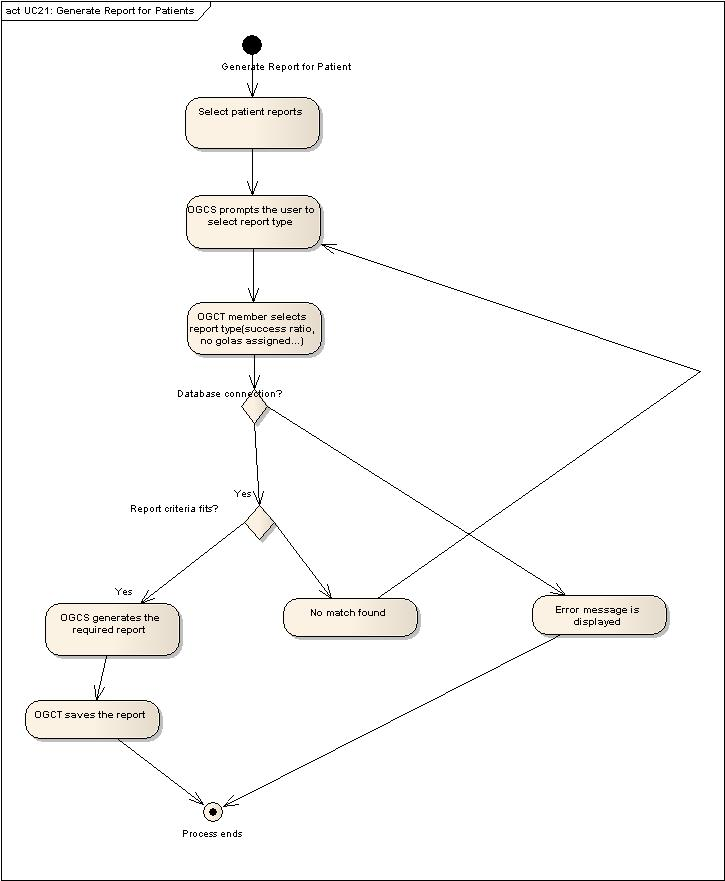 act UC21: Generate Report for Patients
Generate Report for Patient
Select patient reports
OGCS prompts the user to
select report type
OGCT member selects
report type(success ratio,
no golas assigned...)
Database connection?
Yes
Report criteria fits?
Yes
OGCS generates the
required report
No match found
Error message is
displayed
OGCT saves the report
Process ends